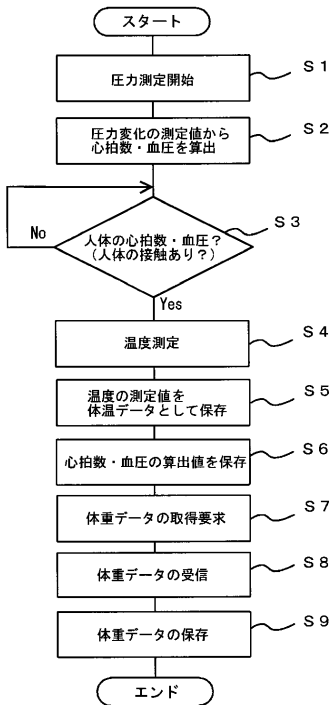 スタート
圧力測定開始
S1
圧力変化の測定値から
心拍数・血圧を算出
S2
人体の心拍数・血圧？
(人体の接触あり？)
S3
No
Yes
温度測定
S4
温度の測定値を
体温データとして保存
S5
心拍数・血圧の算出値を保存
S6
体重データの取得要求
S7
体重データの受信
S8
体重データの保存
S9
エンド